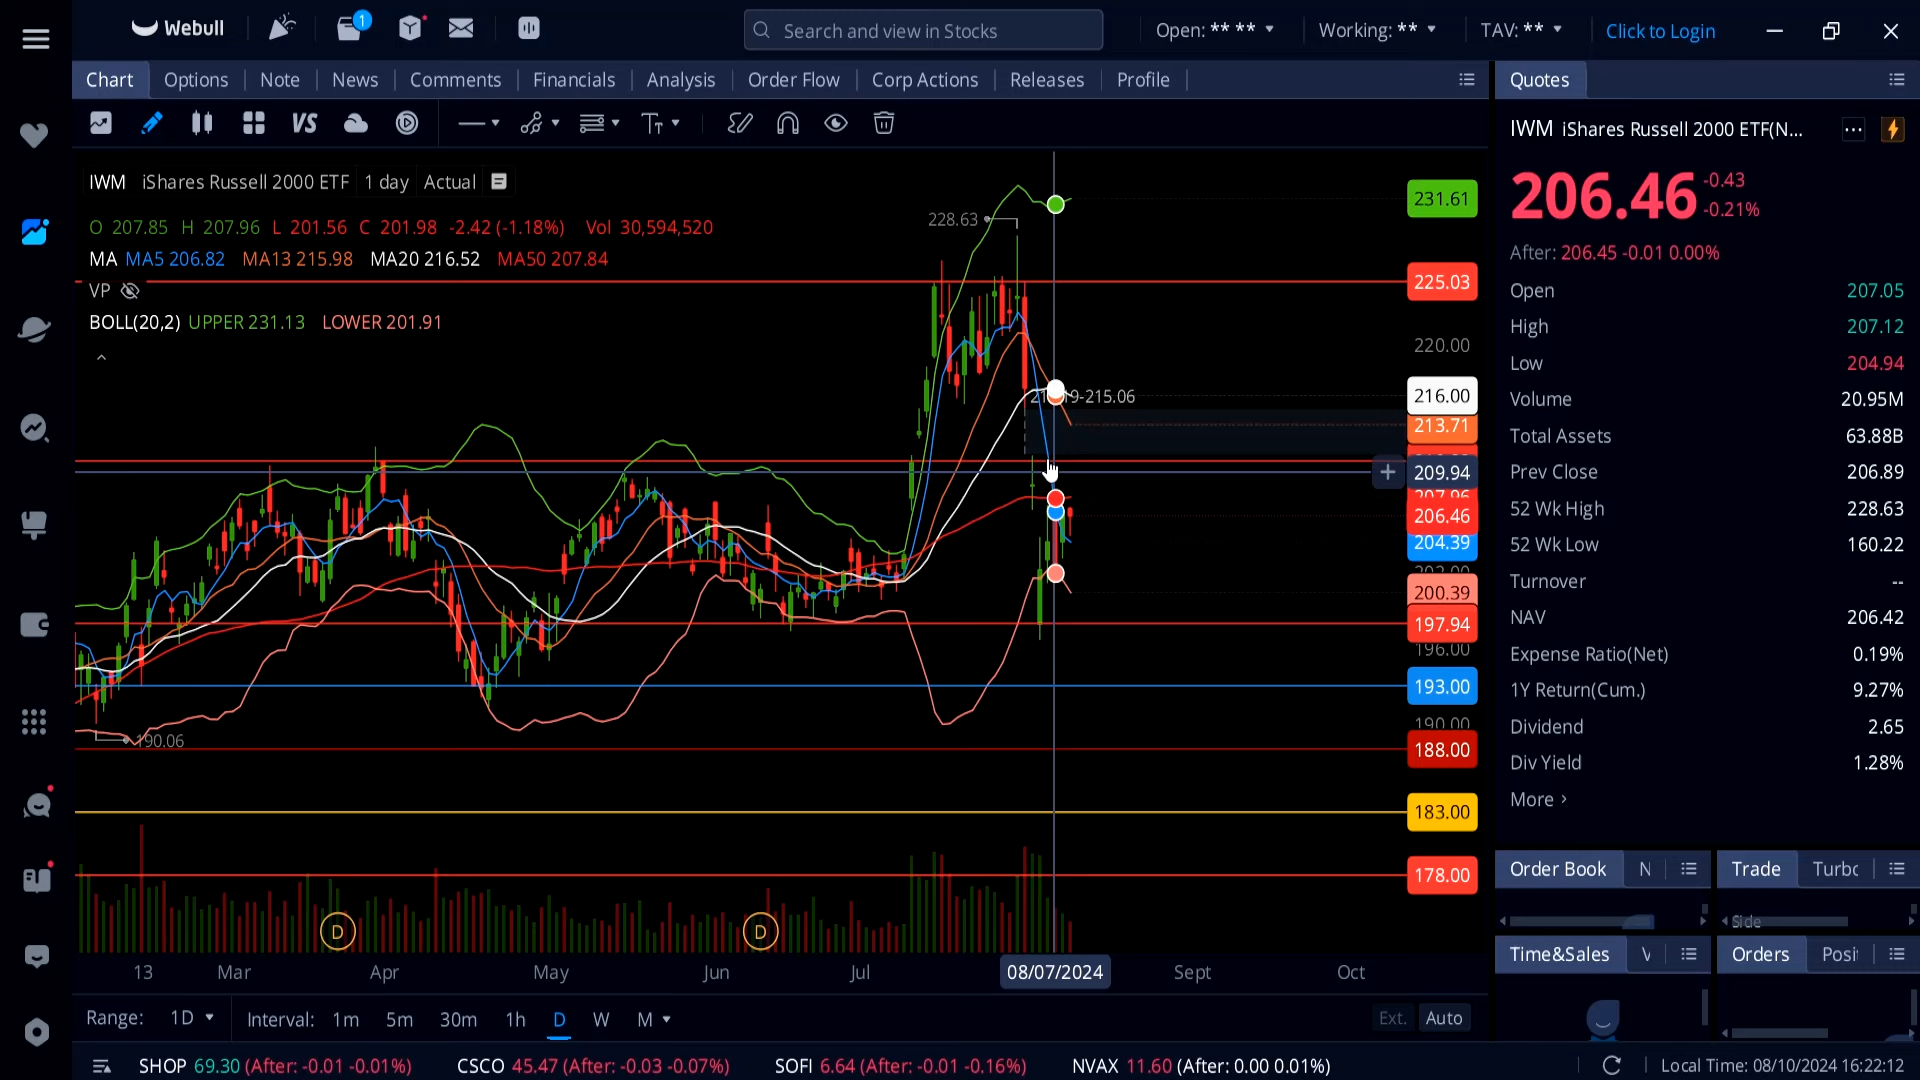 Webull
1
Search and view in Stocks
Open: ** **
Working: **
TAV: **
Click to Login
Chart Options Note News Comments Financials Analysis Order Flow Corp Actions Releases Profile
Quotes
VS
IWM iShares Russell 2000 ETF(N...
206.46 -0.43 -0.21%
After: 206.45 -0.01 0.00%
Open 207.05
High 207.12
Low 204.94
Volume 20.95M
Total Assets 63.88B
Prev Close 206.89
52 Wk High 228.63
52 Wk Low 160.22
Turnover --
NAV 206.42
Expense Ratio(Net) 0.19%
1Y Return(Cum.) 9.27%
Dividend 2.65
Div Yield 1.28%
More
IWM iShares Russell 2000 ETF 1 day Actual
O 207.85 H 207.96 L 201.56 C 201.98 -2.42 (-1.18%) Vol 30,594,520
MA MA5 206.82 MA13 215.98 MA20 216.52 MA50 207.84
VP
BOLL(20,2) UPPER 231.13 LOWER 201.91
228.63
-215.06
190.06
231.61
225.03
220.00
216.00
213.71
209.94
207.96
206.46
204.39
200.39
197.94
196.00
193.00
190.00
188.00
183.00
178.00
D
D
13 Mar Apr May Jun Jul 08/07/2024 Sept Oct
Range: 1D Interval: 1m 5m 30m 1h D W M
Ext. Auto
Order Book
Trade
Side
Time&Sales
Orders
SHOP 69.30 (After: -0.01 -0.01%)
CSCO 45.47 (After: -0.03 -0.07%)
SOFI 6.64 (After: -0.01 -0.16%)
NVAX 11.60 (After: 0.00 0.01%)
Local Time: 08/10/2024 16:22:12